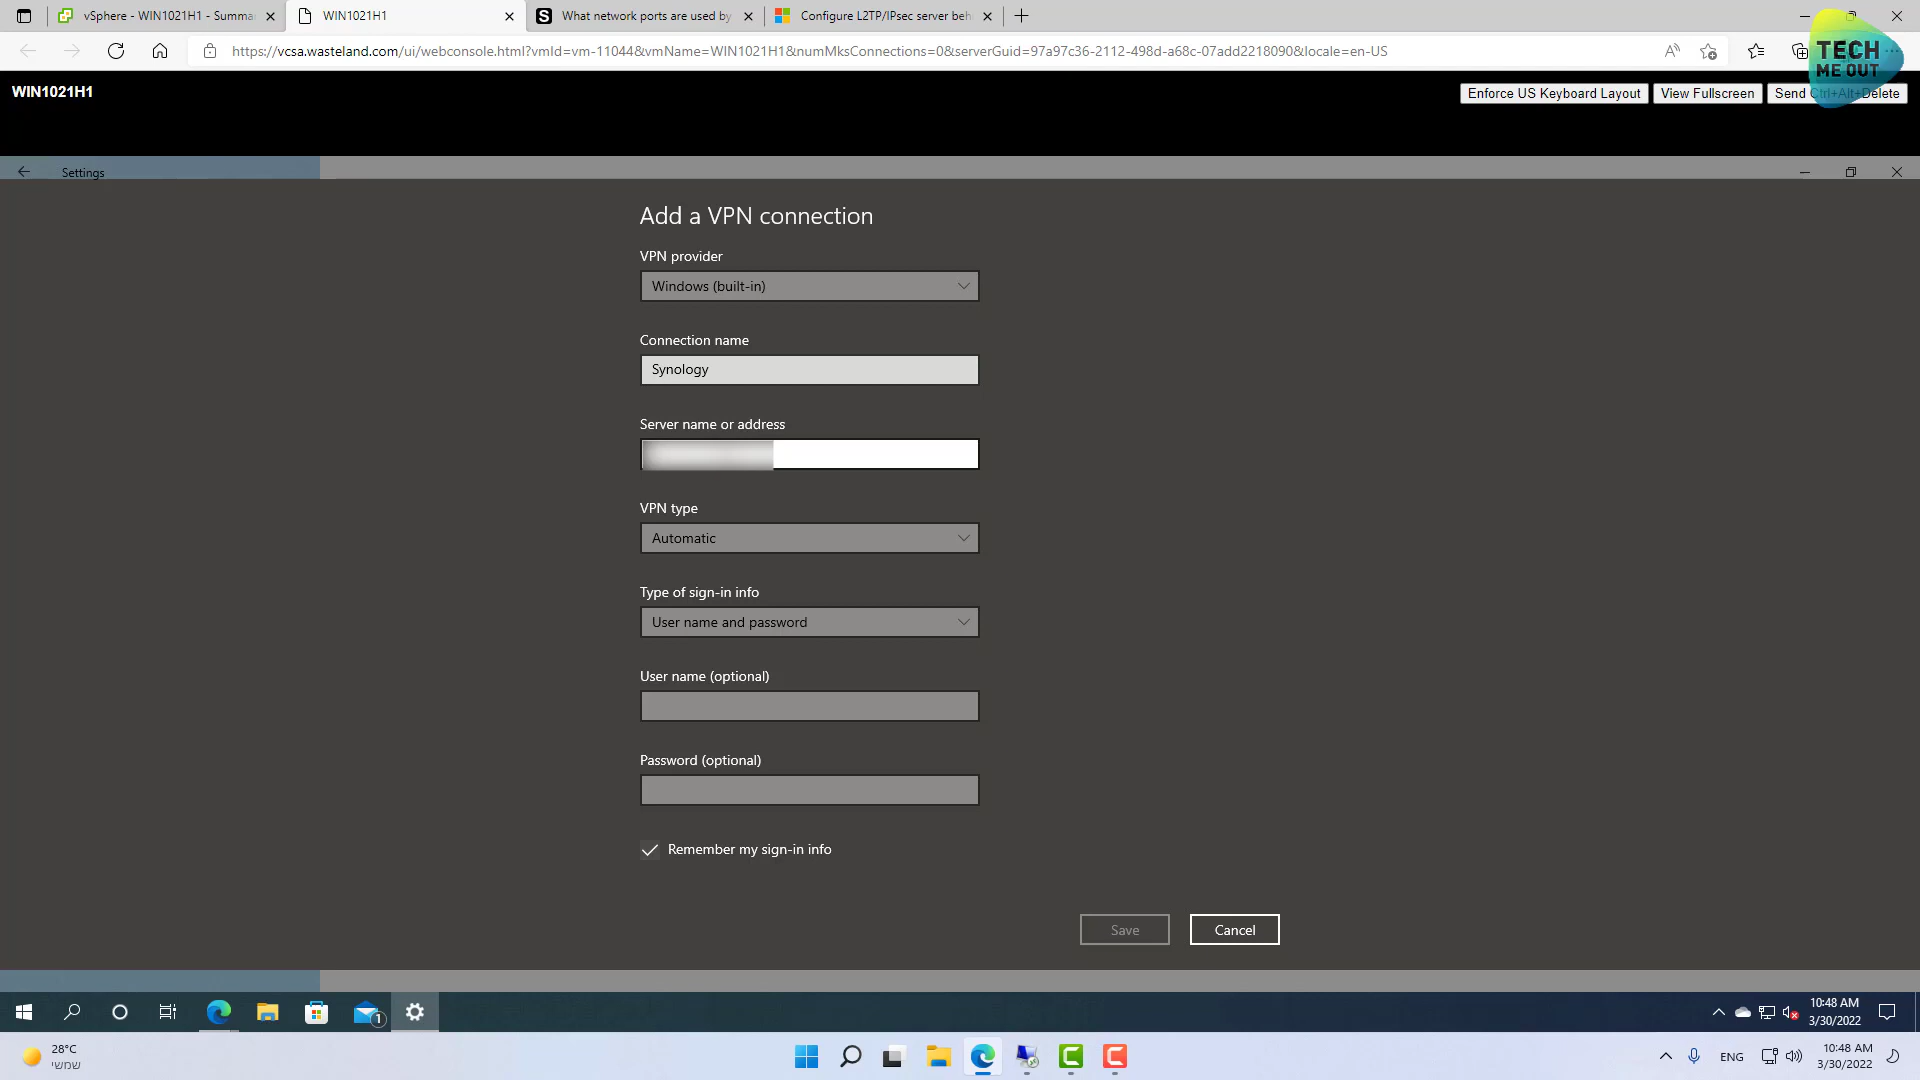 vSphere - WIN1021H1 - Summar
WIN1021H1
What network ports are used by
Configure L2TP/IPsec server beh
https://vcsa.wasteland.com/ui/webconsole.html?vmId=vm-11044&vmName=WIN1021H1&numMksConnections=0&serverGuid=97a97c36-2112-498d-a68c-07add2218090&locale=en-US
TECH
ME OUT
WIN1021H1
Enforce US Keyboard Layout
View Fullscreen
Send Ctrl+Alt+Delete
Settings
Add a VPN connection
VPN provider
Windows (built-in)
Connection name
Synology
Server name or address
VPN type
Automatic
Type of sign-in info
User name and password
User name (optional)
Password (optional)
Remember my sign-in info
Save
Cancel
1
10:48 AM
3/30/2022
28°C
שמשי
ENG
10:48 AM
3/30/2022